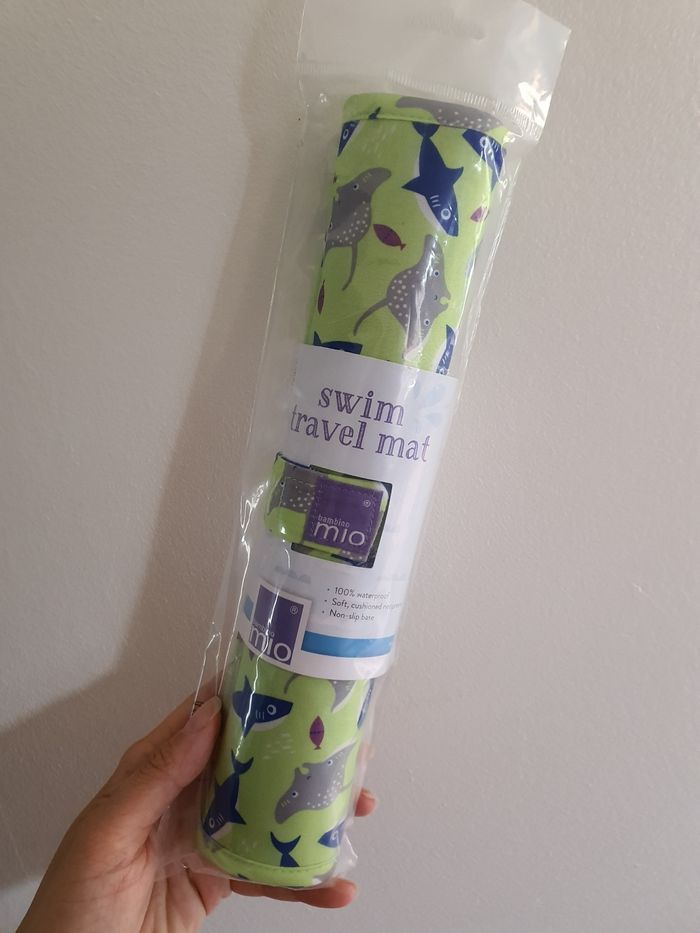 swim
travel mat
®
bambino
mio
• 100% waterproof
• Soft, cushioned
• Non-slip base
®
bambino
mio